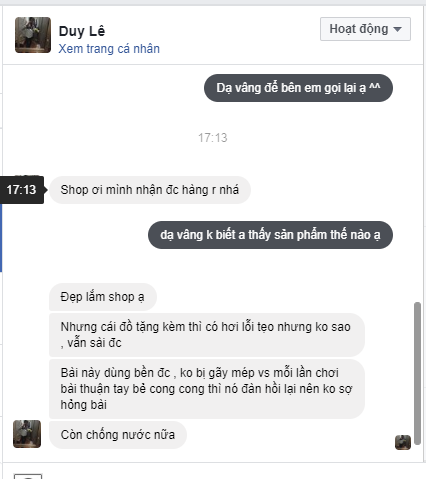 Duy Lê
Xem trang cá nhân
Hoạt động
Dạ vâng để bên em gọi lại ạ ^^
17:13
17:13
Shop ơi mình nhận đc hàng r nhá
dạ vâng k biết a thấy sản phẩm thế nào ạ
Đẹp lắm shop ạ
Nhưng cái đồ tặng kèm thì có hơi lỗi tẹo nhưng ko sao
, vẫn sài đc
Bài này dùng bền đc , ko bị gãy mép vs mỗi lần chơi
bài thuận tay bẻ cong cong thì nó đàn hồi lại nên ko sợ
hỏng bài
Còn chống nước nữa